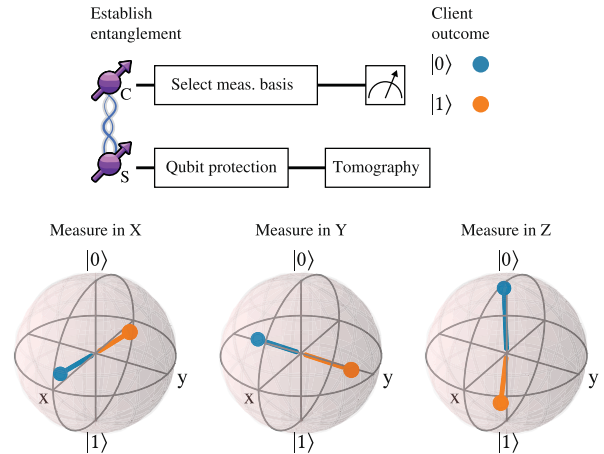 Establish
entanglement
Client
outcome
|0⟩
|1⟩
C
Select meas. basis
S
Qubit protection
Tomography
Measure in X
Measure in Y
Measure in Z
|0⟩
|0⟩
|0⟩
x
y
x
y
x
y
|1⟩
|1⟩
|1⟩